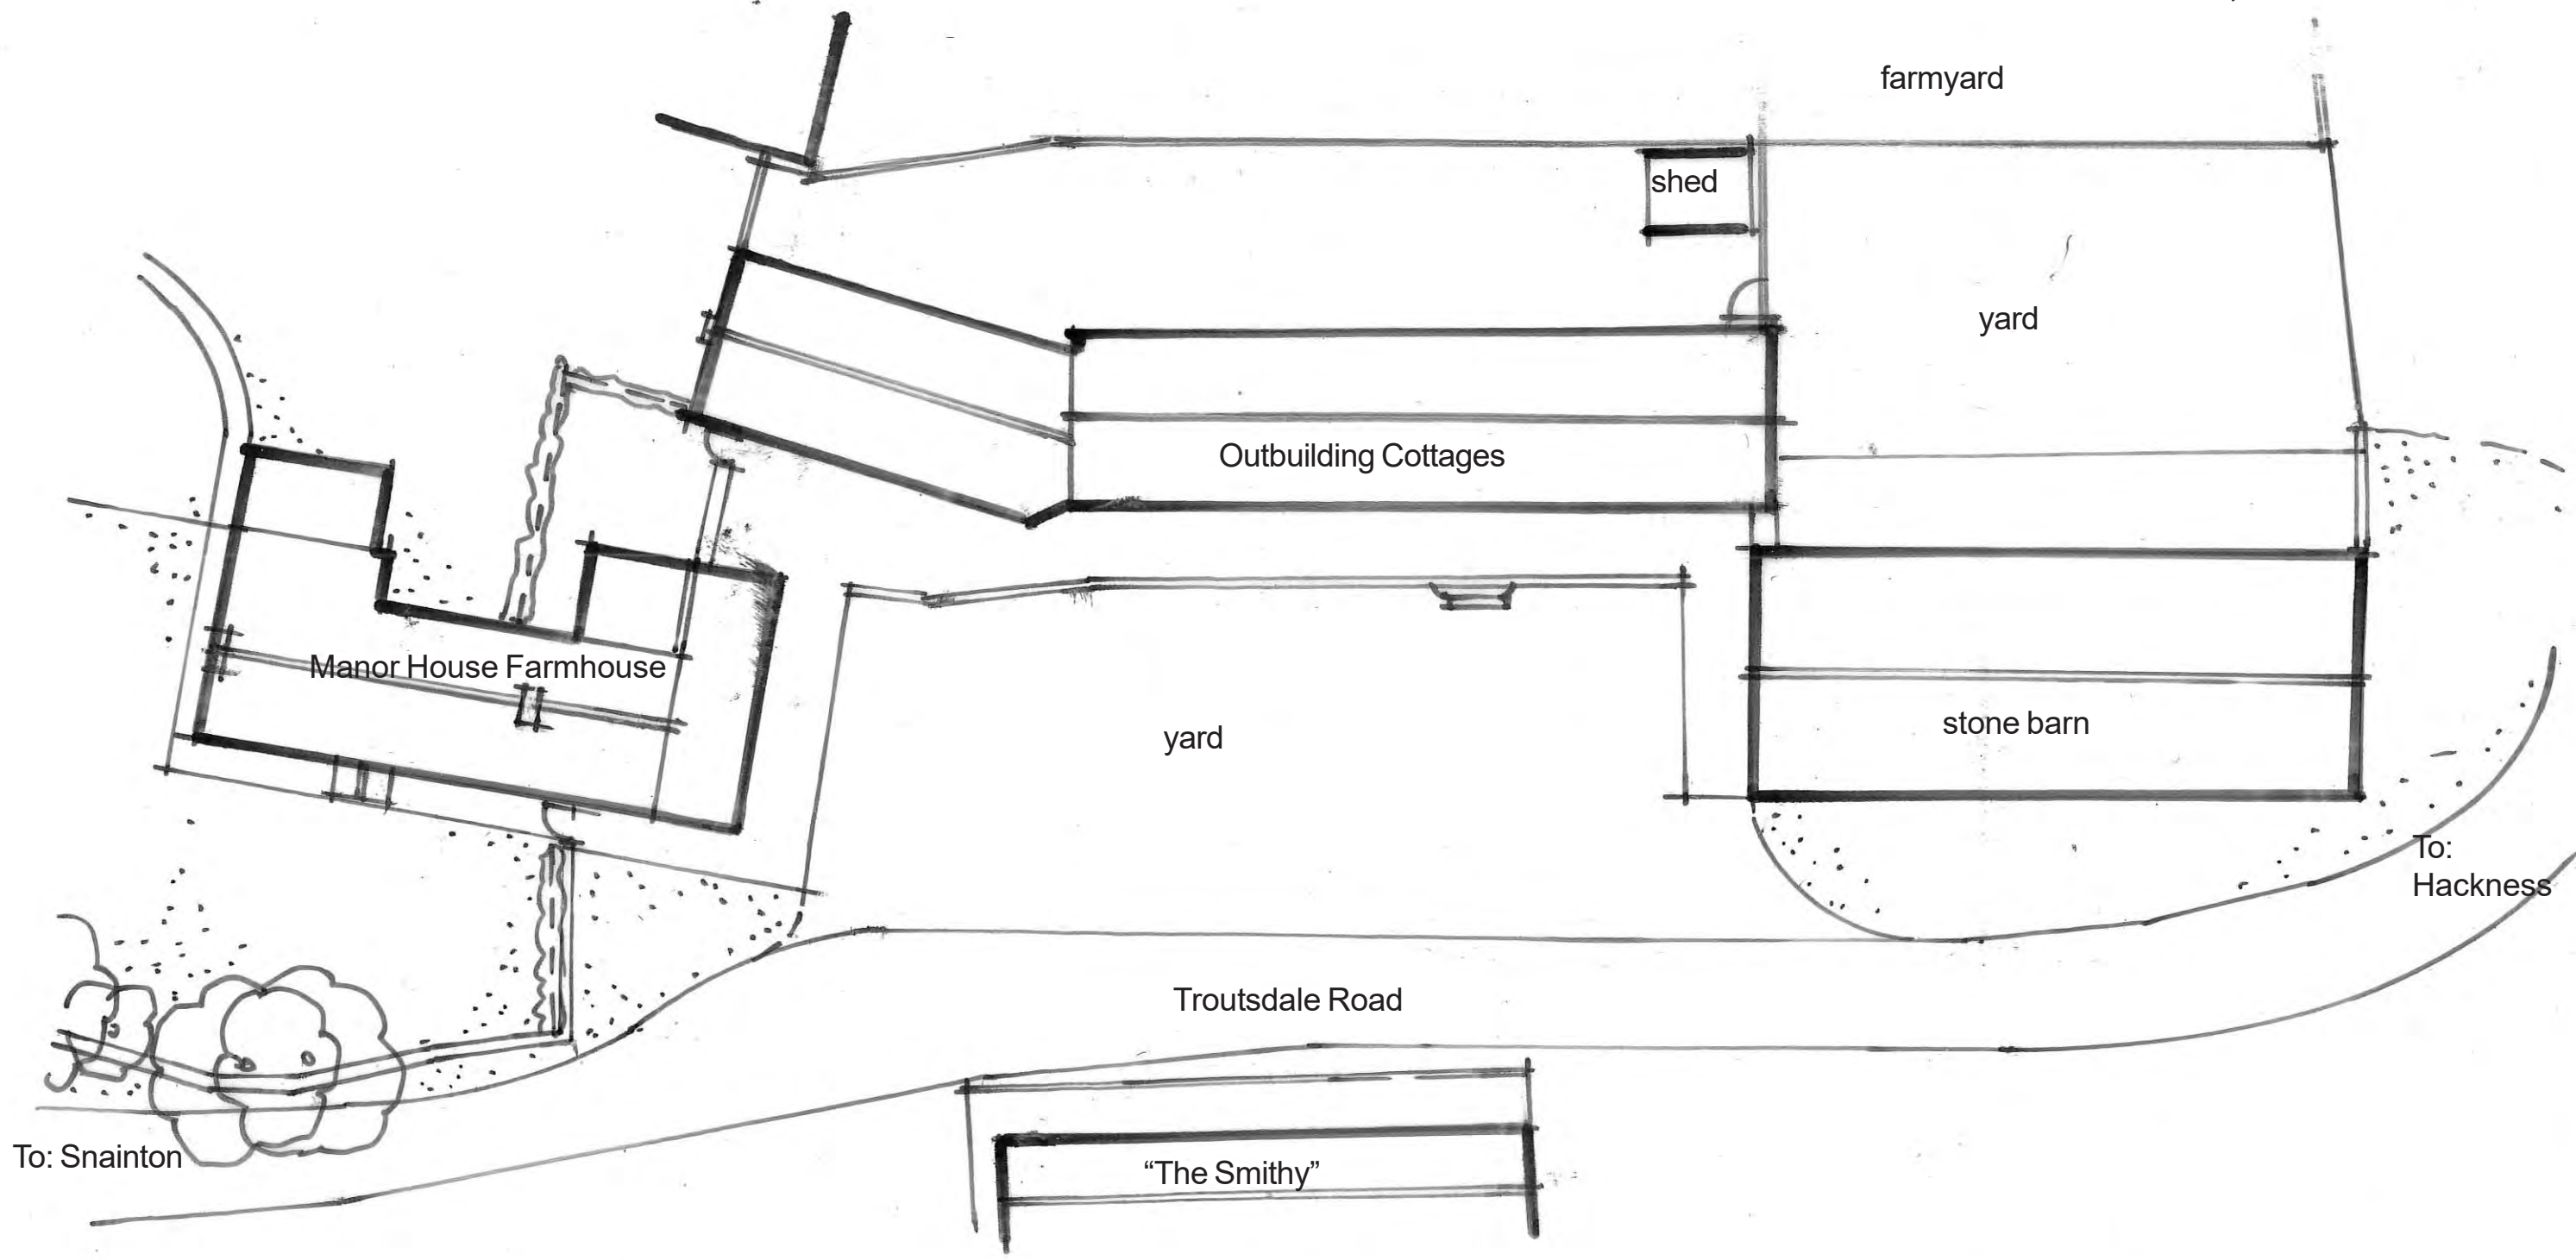 farmyard
shed
yard
Outbuilding Cottages
Manor House Farmhouse
stone barn
yard
To:
Hackness
Troutsdale Road
To: Snainton
“The Smithy”